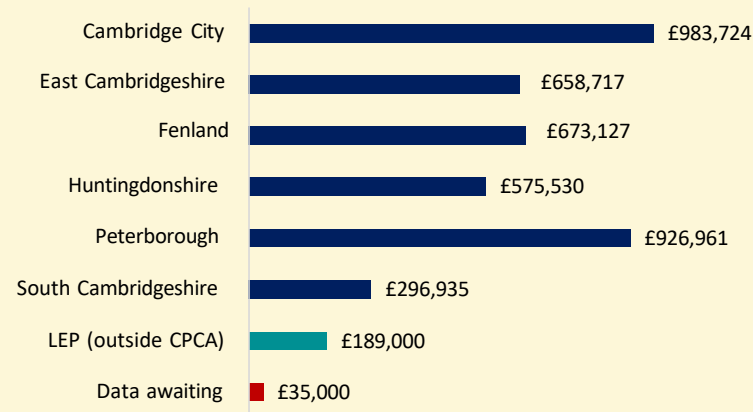 Cambridge City £983,724
East Cambridgeshire £658,717
Fenland £673,127
Huntingdonshire £575,530
Peterborough £926,961
South Cambridgeshire £296,935
LEP (outside CPCA) £189,000
Data awaiting £35,000